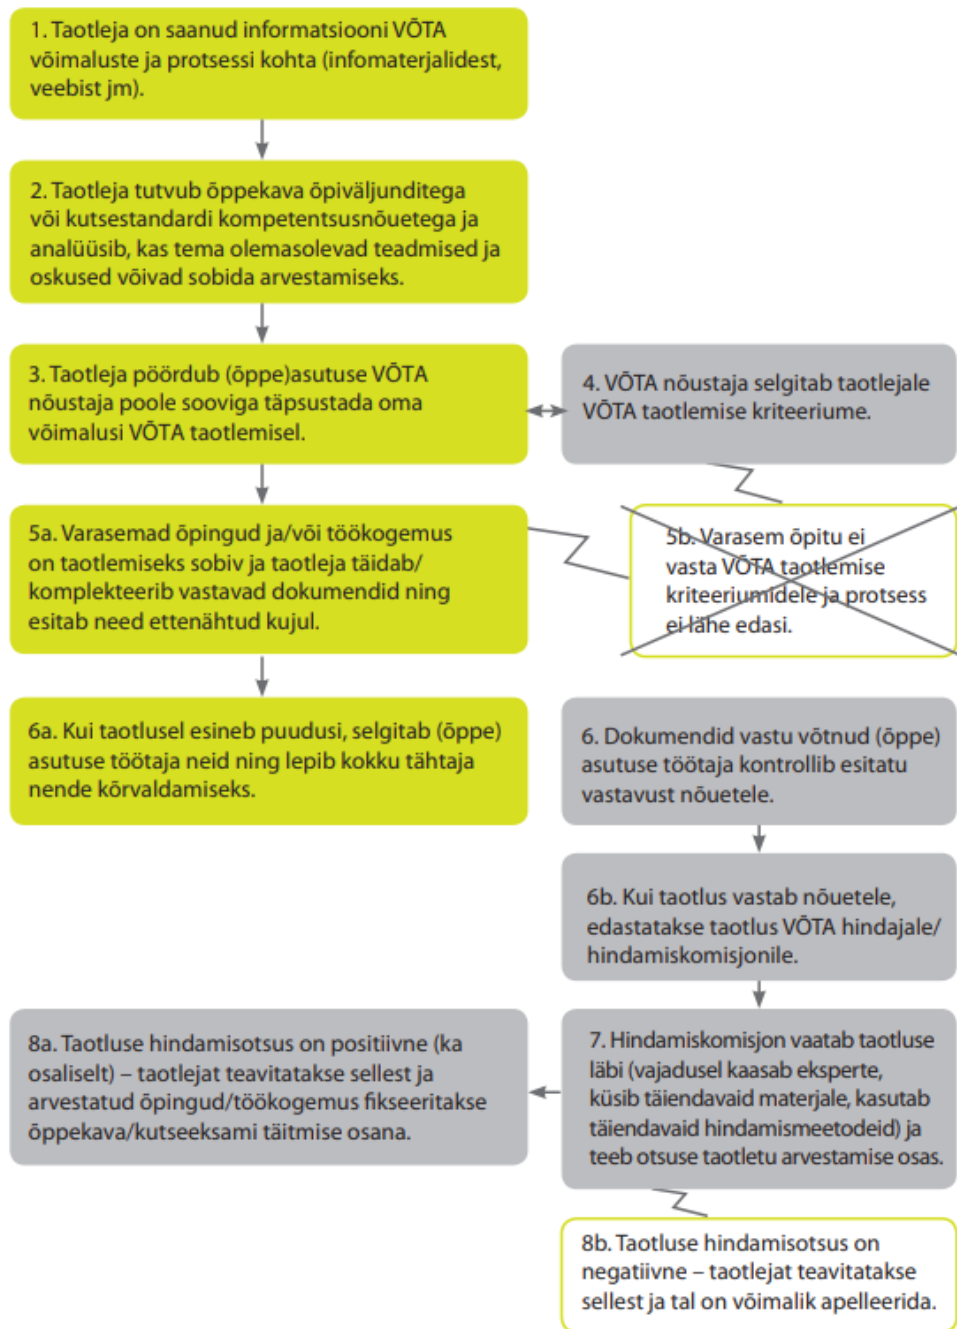 1. Taotleja on saanud informatsiooni VÕTA
võimaluste ja protsessi kohta (infomaterjalidest,
veebist jm).
2. Taotleja tutvub õppekava õpiväljunditega
või kutsestandardi kompetentsusnõuetega ja
analüüsib, kas tema olemasolevad teadmised ja
oskused võivad sobida arvestamiseks.
3. Taotleja pöördub (õppe)asutuse VÕTA
nõustaja poole sooviga täpsustada oma
võimalusi VÕTA taotlemisel.
4. VÕTA nõustaja selgitab taotlejale
VÕTA taotlemise kriteeriume.
5a. Varasemad õpingud ja/või töökogemus
on taotlemiseks sobiv ja taotleja täidab/
komplekteerib vastavad dokumendid ning
esitab need ettenähtud kujul.
5b. Varasem õpitu ei
vasta VÕTA taotlemise
kriteeriumidele ja protsess
ei lähe edasi.
6a. Kui taotlusel esineb puudusi, selgitab (õppe)
asutuse töötaja neid ning lepib kokku tähtaja
nende kõrvaldamiseks.
6. Dokumendid vastu võtnud (õppe)
asutuse töötaja kontrollib esitatu
vastavust nõuetele.
6b. Kui taotlus vastab nõuetele,
edastatakse taotlus VÕTA hindajale/
hindamiskomisjonile.
8a. Taotluse hindamisotsus on positiivne (ka
osaliselt) – taotlejat teavitatakse sellest ja
arvestatud õpingud/töökogemus fikseeritakse
õppekava/kutseeksami täitmise osana.
7. Hindamiskomisjon vaatab taotluse
läbi (vajadusel kaasab eksperte,
küsib täiendavaid materjale, kasutab
täiendavaid hindamismeetodeid) ja
teeb otsuse taotletu arvestamise osas.
8b. Taotluse hindamisotsus on
negatiivne – taotlejat teavitatakse
sellest ja tal on võimalik apelleerida.